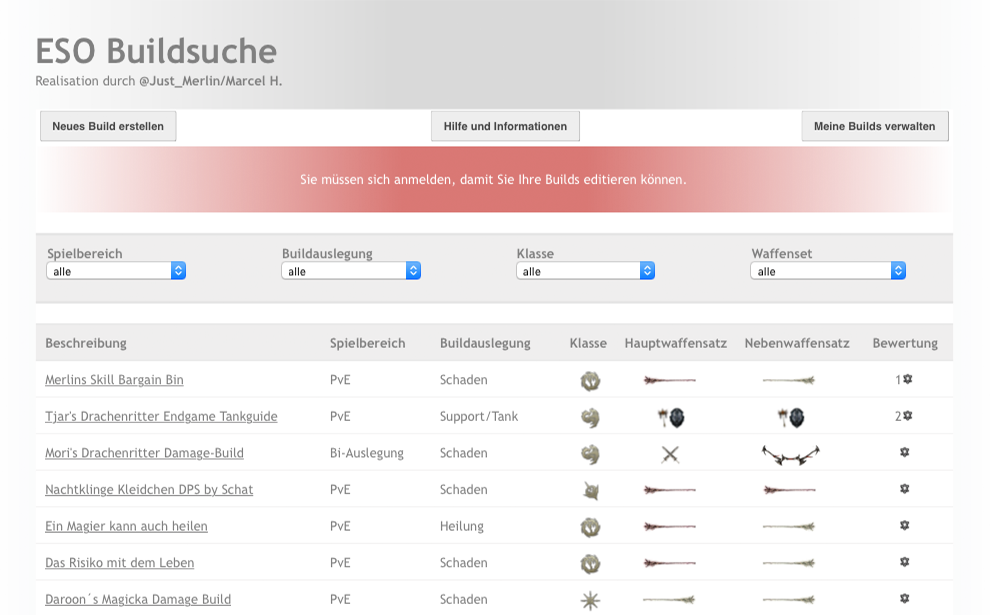 ESO Buildsuche
Realisation durch @Just_Merlin/Marcel H.
Neues Build erstellen Hilfe und Informationen Meine Builds verwalten
Sie müssen sich anmelden, damit Sie Ihre Builds editieren können.
Spielbereich Buildauslegung Klasse Waffenset
alle alle alle alle
Beschreibung Spielbereich Buildauslegung Klasse Hauptwaffensatz Nebenwaffensatz Bewertung
Merlins Skill Bargain Bin PvE Schaden 1
Tjar's Drachenritter Endgame Tankguide PvE Support/Tank 2
Mori's Drachenritter Damage-Build Bi-Auslegung Schaden
Nachtklinge Kleidchen DPS by Schat PvE Schaden
Ein Magier kann auch heilen PvE Heilung
Das Risiko mit dem Leben PvE Schaden
Daroon´s Magicka Damage Build PvE Schaden